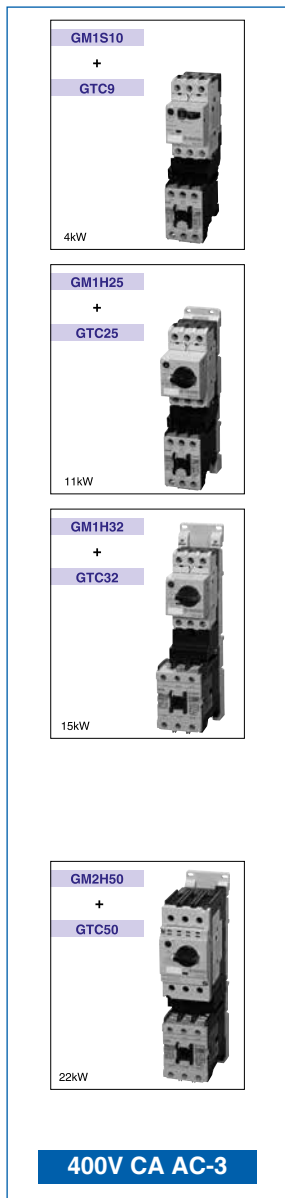 GM1S10
+
GTC9
4kW
GM1H25
+
GTC25
11kW
GM1H32
+
GTC32
15kW
GM2H50
+
GTC50
22kW
400V CA AC-3